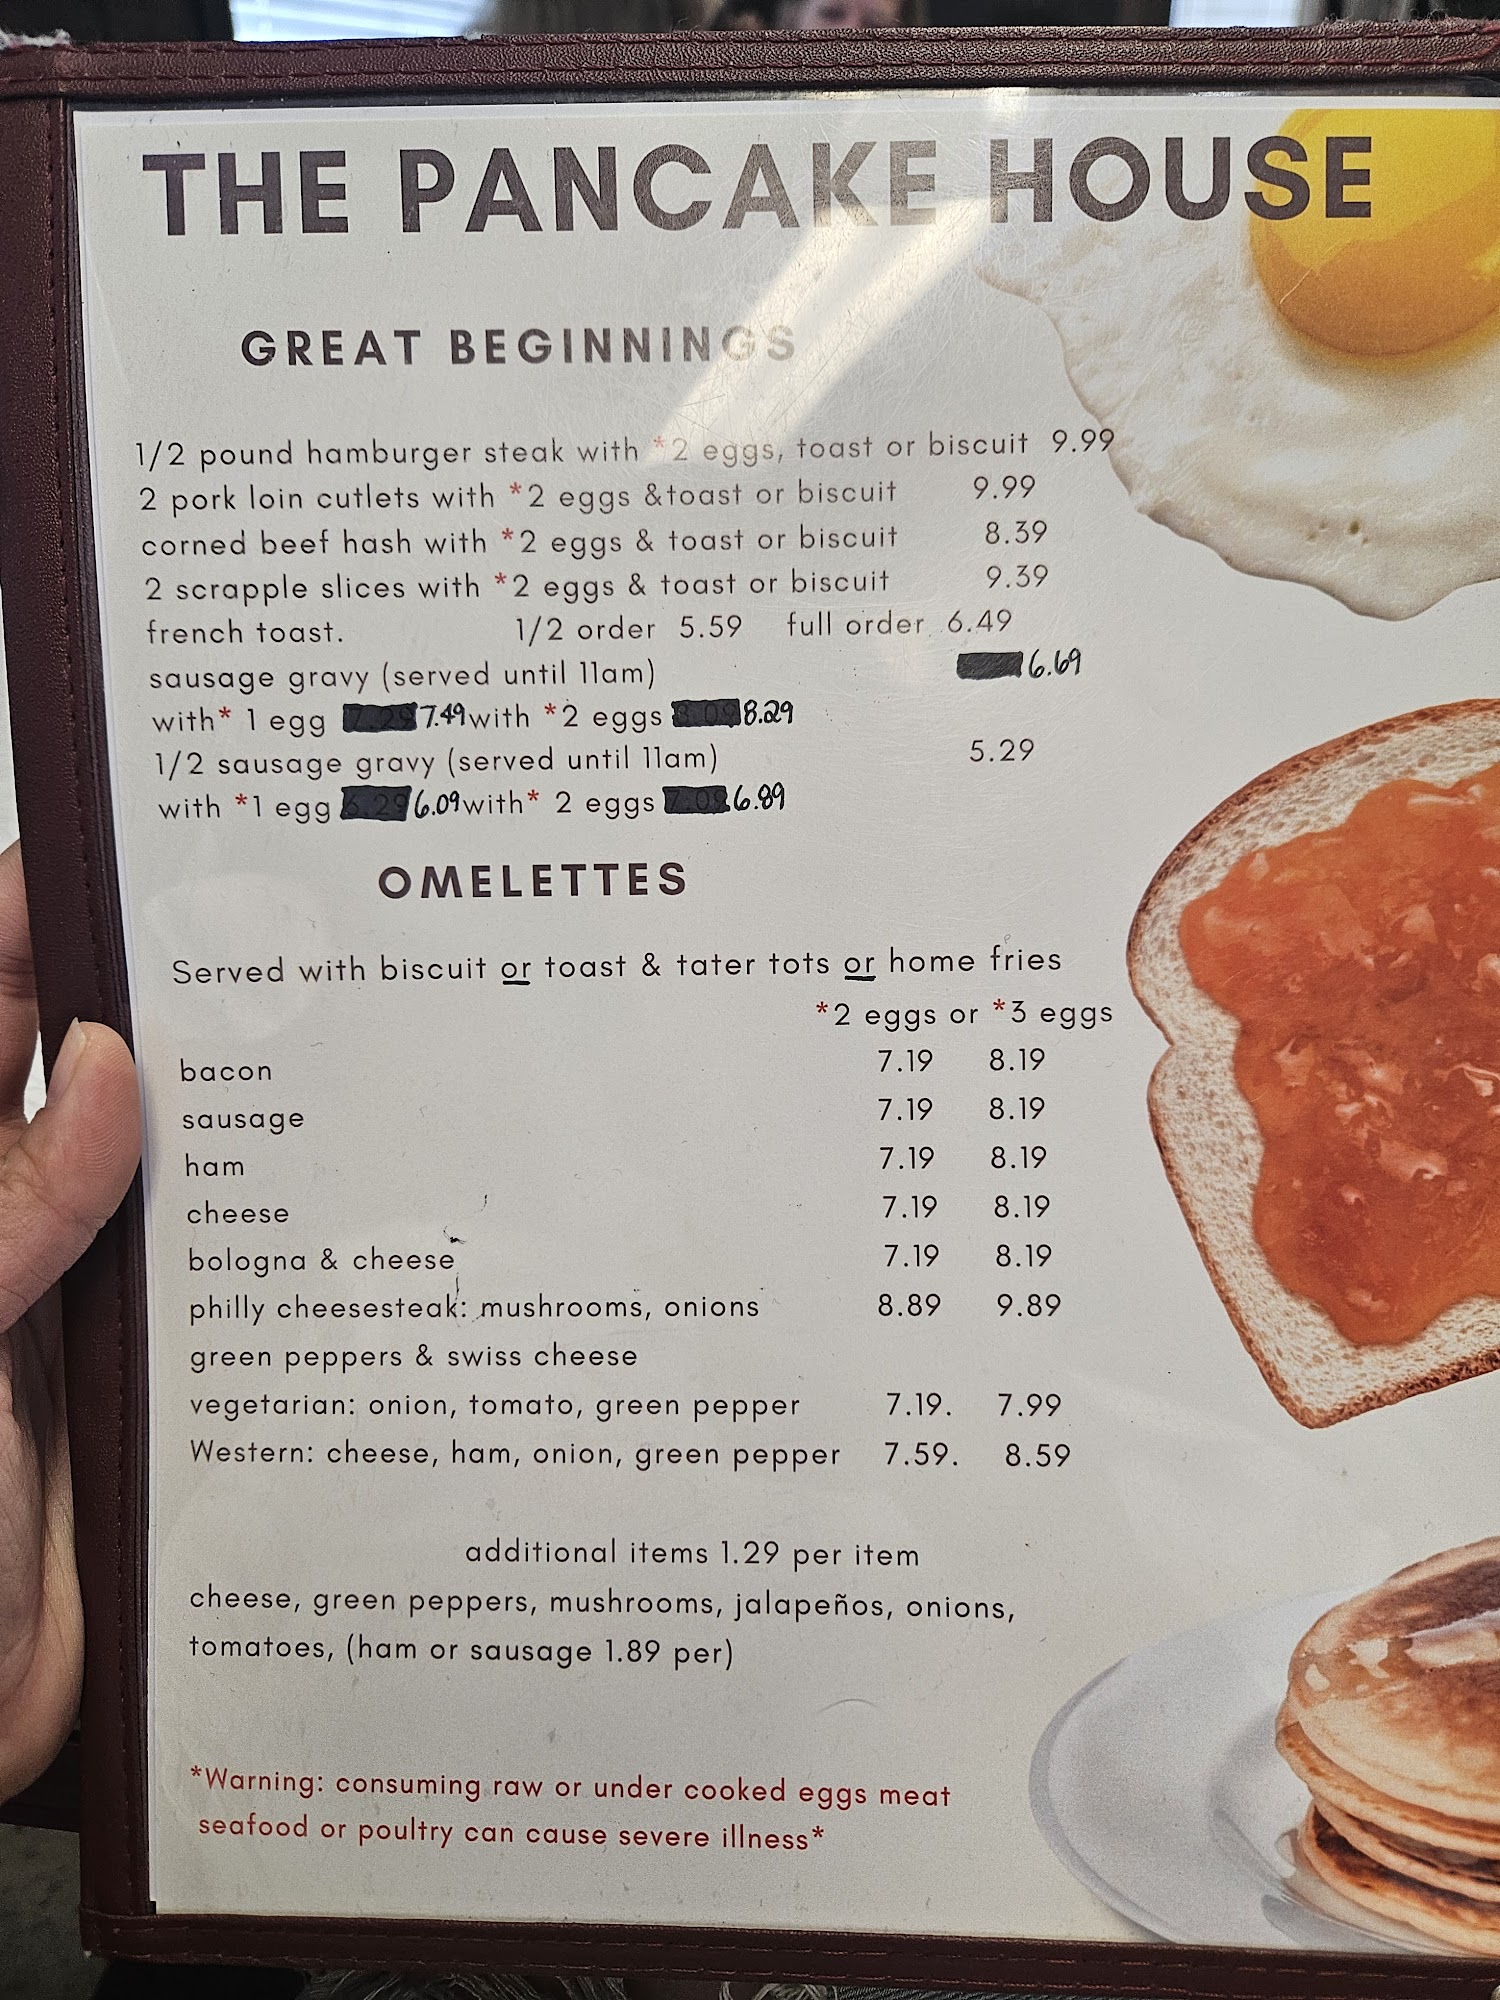 THE PANCAKE HOUSE
GREAT BEGINNINGS
1/2 pound hamburger steak with *2 eggs, toast or biscuit 9.99
2 pork loin cutlets with *2 eggs &toast or biscuit 9.99
corned beef hash with *2 eggs & toast or biscuit 8.39
2 scrapple slices with *2 eggs & toast or biscuit 9.39
french toast. 1/2 order 5.59 full order 6.49
sausage gravy (served until 11am) 6.69
with* 1 egg 7.49 with *2 eggs 8.29
1/2 sausage gravy (served until 11am) 5.29
with *1 egg 6.09 with* 2 eggs 6.89
OMELETTES
Served with biscuit or toast & tater tots or home fries
*2 eggs or *3 eggs
bacon 7.19 8.19
sausage 7.19 8.19
ham 7.19 8.19
cheese 7.19 8.19
bologna & cheese 7.19 8.19
philly cheesesteak: mushrooms, onions 8.89 9.89
green peppers & swiss cheese
vegetarian: onion, tomato, green pepper 7.19. 7.99
Western: cheese, ham, onion, green pepper 7.59. 8.59
additional items 1.29 per item
cheese, green peppers, mushrooms, jalapeños, onions,
tomatoes, (ham or sausage 1.89 per)
*Warning: consuming raw or under cooked eggs meat
seafood or poultry can cause severe illness*